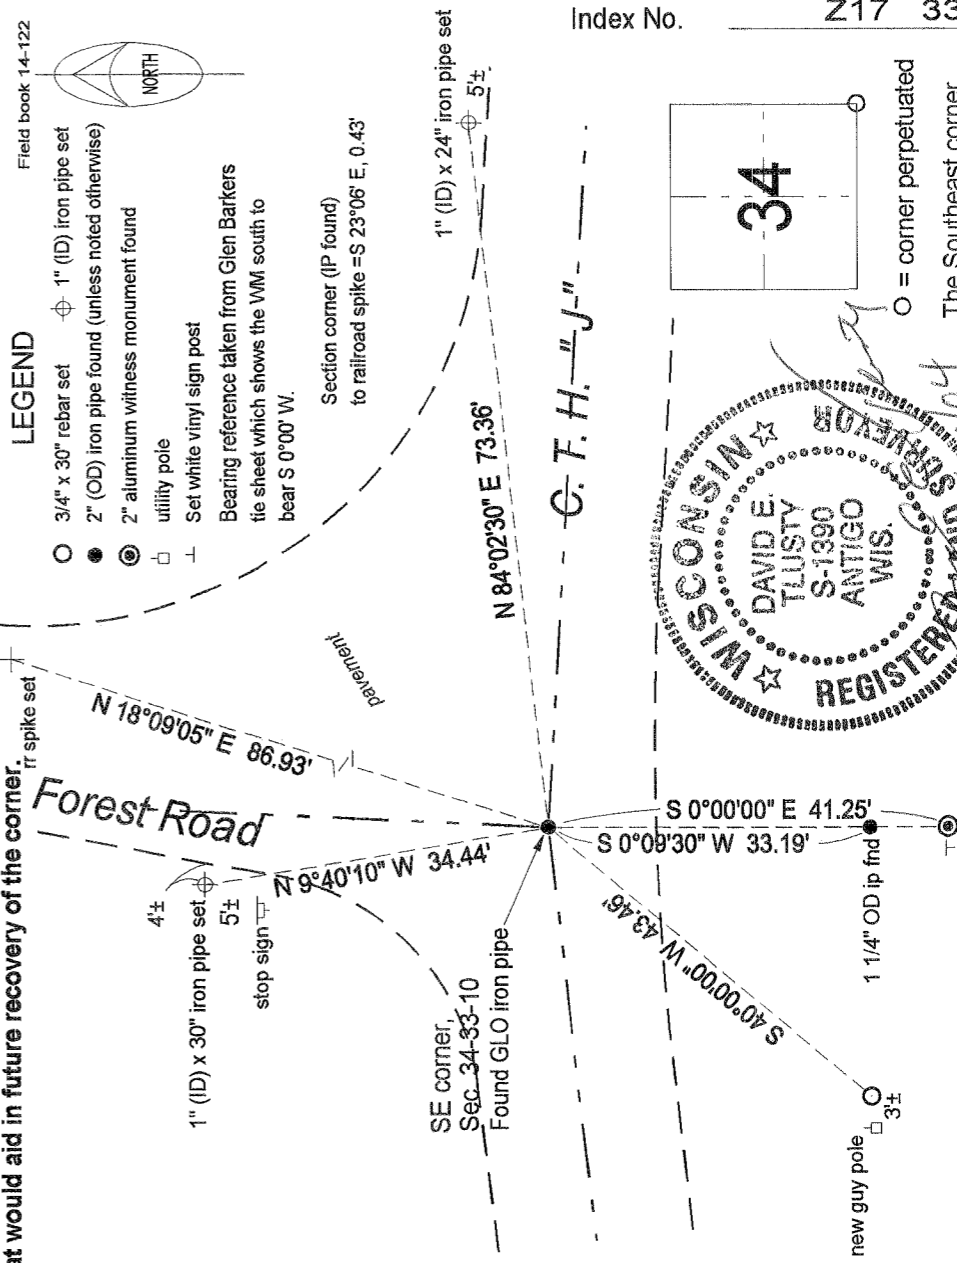 Index No. Z17 33
at would aid in future recovery of the corner.
Field book 14-122
NORTH
LEGEND
3/4" x 30" rebar set
1" (ID) iron pipe set
2" (OD) iron pipe found (unless noted otherwise)
2" aluminum witness monument found
utility pole
Set white vinyl sign post
Bearing reference taken from Glen Barkers
tie sheet which shows the WM south to
bear S 0°00' W.
Section corner (IP found)
to railroad spike =S 23°06' E, 0.43'
1" (ID) x 24" iron pipe set
5'±
rr spike set
N 18°09'05" E 86.93'
pavement
N 84°02'30" E 73.36'
C. T. H. "J"
Forest Road
4'±
1" (ID) x 30" iron pipe set
5'±
stop sign
N 9°40'10" W 34.44'
SE corner,
Sec. 34-33-10
Found GLO iron pipe
S 0°00'00" E 41.25'
S 0°09'30" W 33.19'
1 1/4" OD ip fnd
S 40°00'00" W 43.46'
new guy pole
3'±
34
O = corner perpetuated
The Southeast corner
WISCONSIN
DAVID E.
TLUSTY
S-1390
ANTIGO
WIS.
REGISTERED LAND SURVEYOR